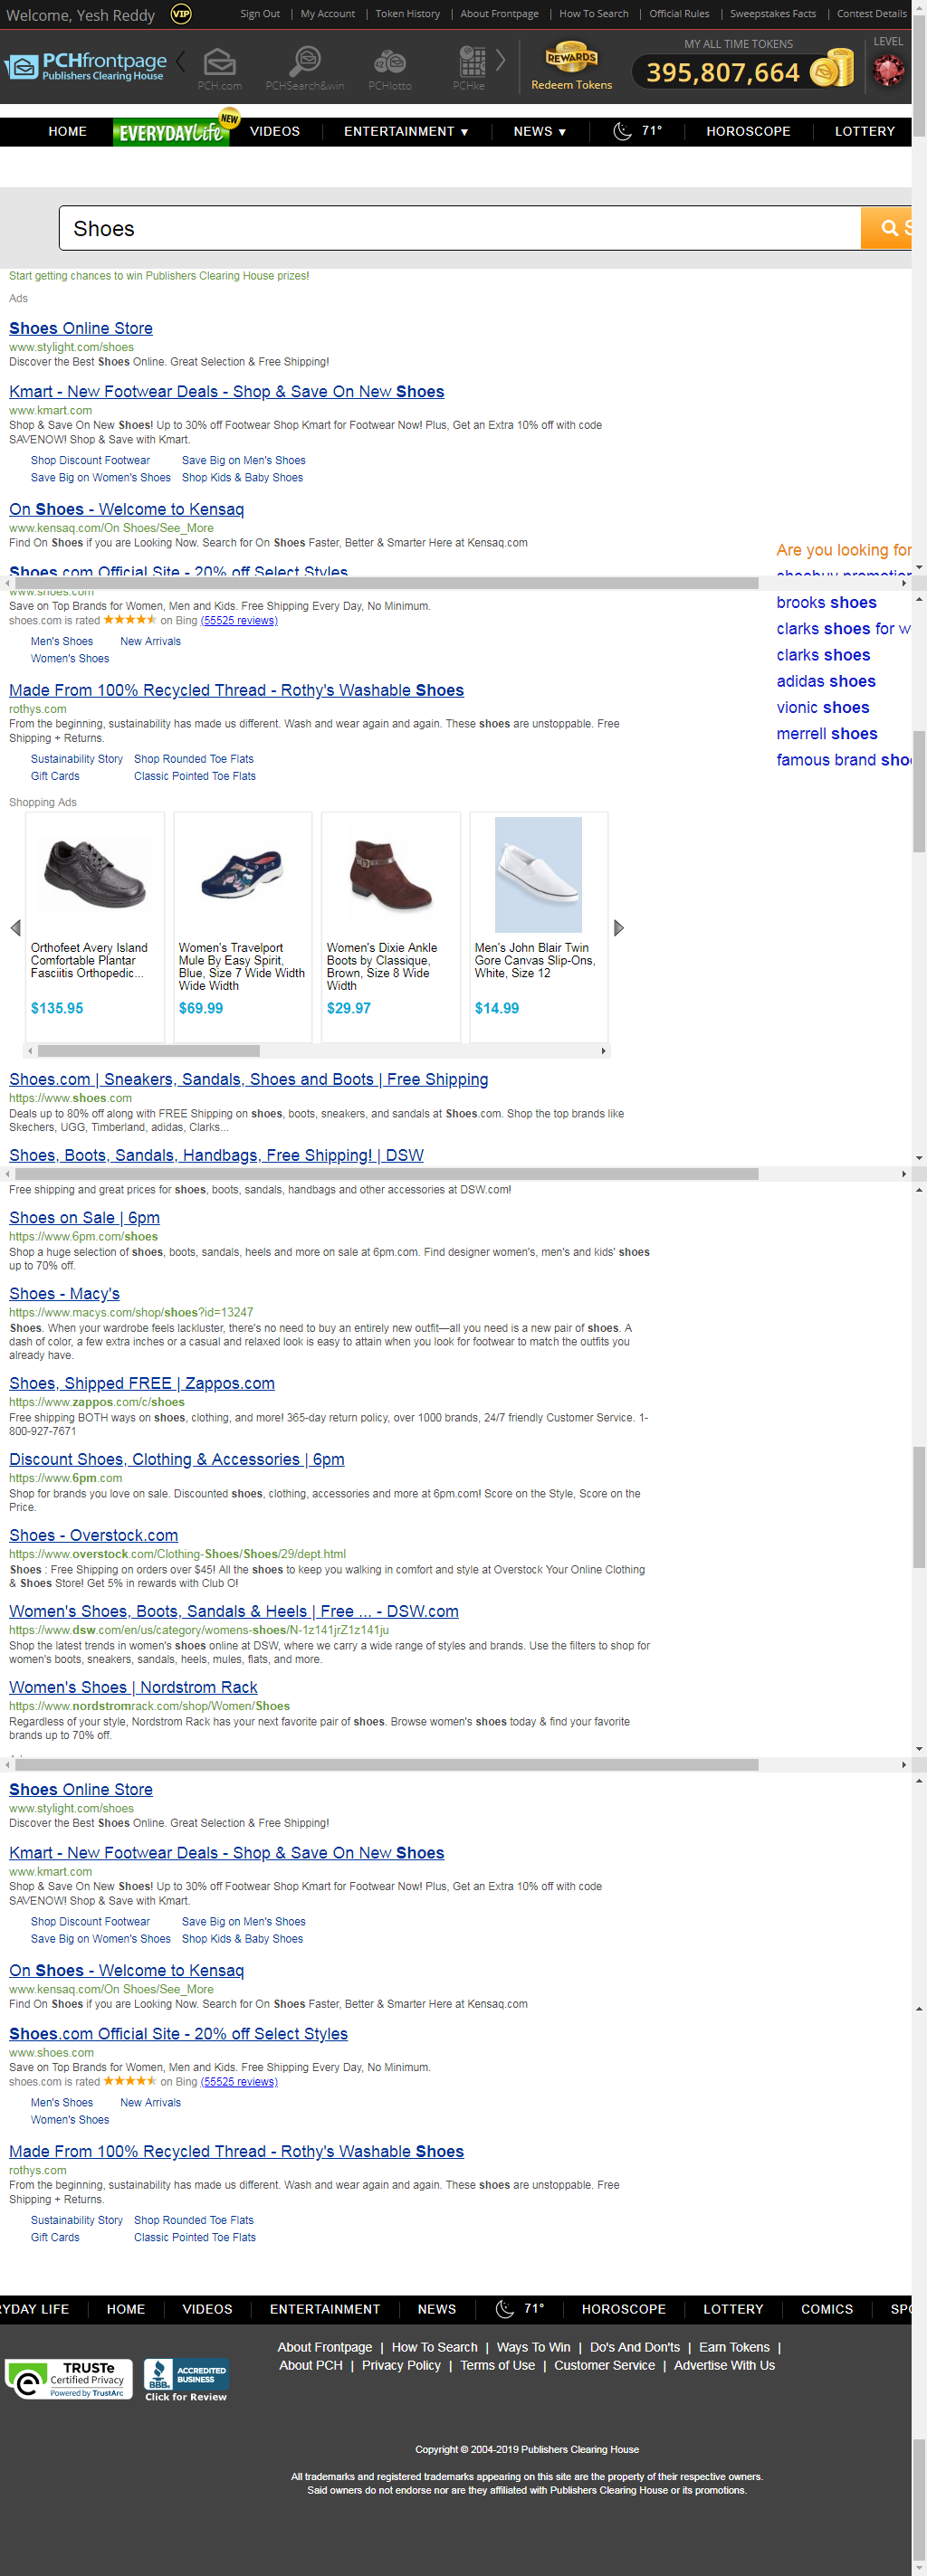 Welcome, Yesh Reddy VIP Sign Out | My Account | Token History | About Frontpage | How To Search | Official Rules | Sweepstakes Facts | Contest Details
PCHfrontpage
Publishers Clearing House
PCH.com PCHSearch&win PCHlotto PCHke
REWARDS
Redeem Tokens
MY ALL TIME TOKENS
395,807,664
LEVEL
HOME EVERYDAY Life NEW VIDEOS ENTERTAINMENT ▼ NEWS ▼ 71° HOROSCOPE LOTTERY
Shoes
Start getting chances to win Publishers Clearing House prizes!
Ads
Shoes Online Store
www.stylight.com/shoes
Discover the Best Shoes Online. Great Selection & Free Shipping!
Kmart - New Footwear Deals - Shop & Save On New Shoes
www.kmart.com
Shop & Save On New Shoes! Up to 30% off Footwear Shop Kmart for Footwear Now! Plus, Get an Extra 10% off with code
SAVENOW! Shop & Save with Kmart.
Shop Discount Footwear Save Big on Men's Shoes
Save Big on Women's Shoes Shop Kids & Baby Shoes
On Shoes - Welcome to Kensaq
www.kensaq.com/On Shoes/See_More
Find On Shoes if you are Looking Now. Search for On Shoes Faster, Better & Smarter Here at Kensaq.com
Are you looking for
Shoes.com Official Site - 20% off Select Styles
www.shoes.com
Save on Top Brands for Women, Men and Kids. Free Shipping Every Day, No Minimum.
shoes.com is rated on Bing (55525 reviews)
Men's Shoes New Arrivals
Women's Shoes
brooks shoes
clarks shoes for w
clarks shoes
adidas shoes
vionic shoes
merrell shoes
famous brand sho
Made From 100% Recycled Thread - Rothy's Washable Shoes
rothys.com
From the beginning, sustainability has made us different. Wash and wear again and again. These shoes are unstoppable. Free
Shipping + Returns.
Sustainability Story Shop Rounded Toe Flats
Gift Cards Classic Pointed Toe Flats
Shopping Ads
Orthofeet Avery Island
Comfortable Plantar
Fasciitis Orthopedic...
$135.95
Women's Travelport
Mule By Easy Spirit,
Blue, Size 7 Wide Width
Wide Width
$69.99
Women's Dixie Ankle
Boots by Classique,
Brown, Size 8 Wide
Width
$29.97
Men's John Blair Twin
Gore Canvas Slip-Ons,
White, Size 12
$14.99
Shoes.com | Sneakers, Sandals, Shoes and Boots | Free Shipping
https://www.shoes.com
Deals up to 80% off along with FREE Shipping on shoes, boots, sneakers, and sandals at Shoes.com. Shop the top brands like
Skechers, UGG, Timberland, adidas, Clarks...
Shoes, Boots, Sandals, Handbags, Free Shipping! | DSW
Free shipping and great prices for shoes, boots, sandals, handbags and other accessories at DSW.com!
Shoes on Sale | 6pm
https://www.6pm.com/shoes
Shop a huge selection of shoes, boots, sandals, heels and more on sale at 6pm.com. Find designer women's, men's and kids' shoes
up to 70% off.
Shoes - Macy's
https://www.macys.com/shop/shoes?id=13247
Shoes. When your wardrobe feels lackluster, there's no need to buy an entirely new outfit—all you need is a new pair of shoes. A
dash of color, a few extra inches or a casual and relaxed look is easy to attain when you look for footwear to match the outfits you
already have.
Shoes, Shipped FREE | Zappos.com
https://www.zappos.com/c/shoes
Free shipping BOTH ways on shoes, clothing, and more! 365-day return policy, over 1000 brands, 24/7 friendly Customer Service. 1-
800-927-7671
Discount Shoes, Clothing & Accessories | 6pm
https://www.6pm.com
Shop for brands you love on sale. Discounted shoes, clothing, accessories and more at 6pm.com! Score on the Style, Score on the
Price.
Shoes - Overstock.com
https://www.overstock.com/Clothing-Shoes/Shoes/29/dept.html
Shoes : Free Shipping on orders over $45! All the shoes to keep you walking in comfort and style at Overstock Your Online Clothing
& Shoes Store! Get 5% in rewards with Club O!
Women's Shoes, Boots, Sandals & Heels | Free ... - DSW.com
https://www.dsw.com/en/us/category/womens-shoes/N-1z141jrZ1z141ju
Shop the latest trends in women's shoes online at DSW, where we carry a wide range of styles and brands. Use the filters to shop for
women's boots, sneakers, sandals, heels, mules, flats, and more.
Women's Shoes | Nordstrom Rack
https://www.nordstromrack.com/shop/Women/Shoes
Regardless of your style, Nordstrom Rack has your next favorite pair of shoes. Browse women's shoes today & find your favorite
brands up to 70% off.
Shoes Online Store
www.stylight.com/shoes
Discover the Best Shoes Online. Great Selection & Free Shipping!
Kmart - New Footwear Deals - Shop & Save On New Shoes
www.kmart.com
Shop & Save On New Shoes! Up to 30% off Footwear Shop Kmart for Footwear Now! Plus, Get an Extra 10% off with code
SAVENOW! Shop & Save with Kmart.
Shop Discount Footwear Save Big on Men's Shoes
Save Big on Women's Shoes Shop Kids & Baby Shoes
On Shoes - Welcome to Kensaq
www.kensaq.com/On Shoes/See_More
Find On Shoes if you are Looking Now. Search for On Shoes Faster, Better & Smarter Here at Kensaq.com
Shoes.com Official Site - 20% off Select Styles
www.shoes.com
Save on Top Brands for Women, Men and Kids. Free Shipping Every Day, No Minimum.
shoes.com is rated on Bing (55525 reviews)
Men's Shoes New Arrivals
Women's Shoes
Made From 100% Recycled Thread - Rothy's Washable Shoes
rothys.com
From the beginning, sustainability has made us different. Wash and wear again and again. These shoes are unstoppable. Free
Shipping + Returns.
Sustainability Story Shop Rounded Toe Flats
Gift Cards Classic Pointed Toe Flats
RYDAY LIFE HOME VIDEOS ENTERTAINMENT NEWS 71° HOROSCOPE LOTTERY COMICS SPO
About Frontpage | How To Search | Ways To Win | Do's And Don'ts | Earn Tokens |
About PCH | Privacy Policy | Terms of Use | Customer Service | Advertise With Us
TRUSTe
Certified Privacy
Powered by TrustArc
BBB. ACCREDITED
BUSINESS
Click for Review
Copyright © 2004-2019 Publishers Clearing House
All trademarks and registered trademarks appearing on this site are the property of their respective owners.
Said owners do not endorse nor are they affiliated with Publishers Clearing House or its promotions.